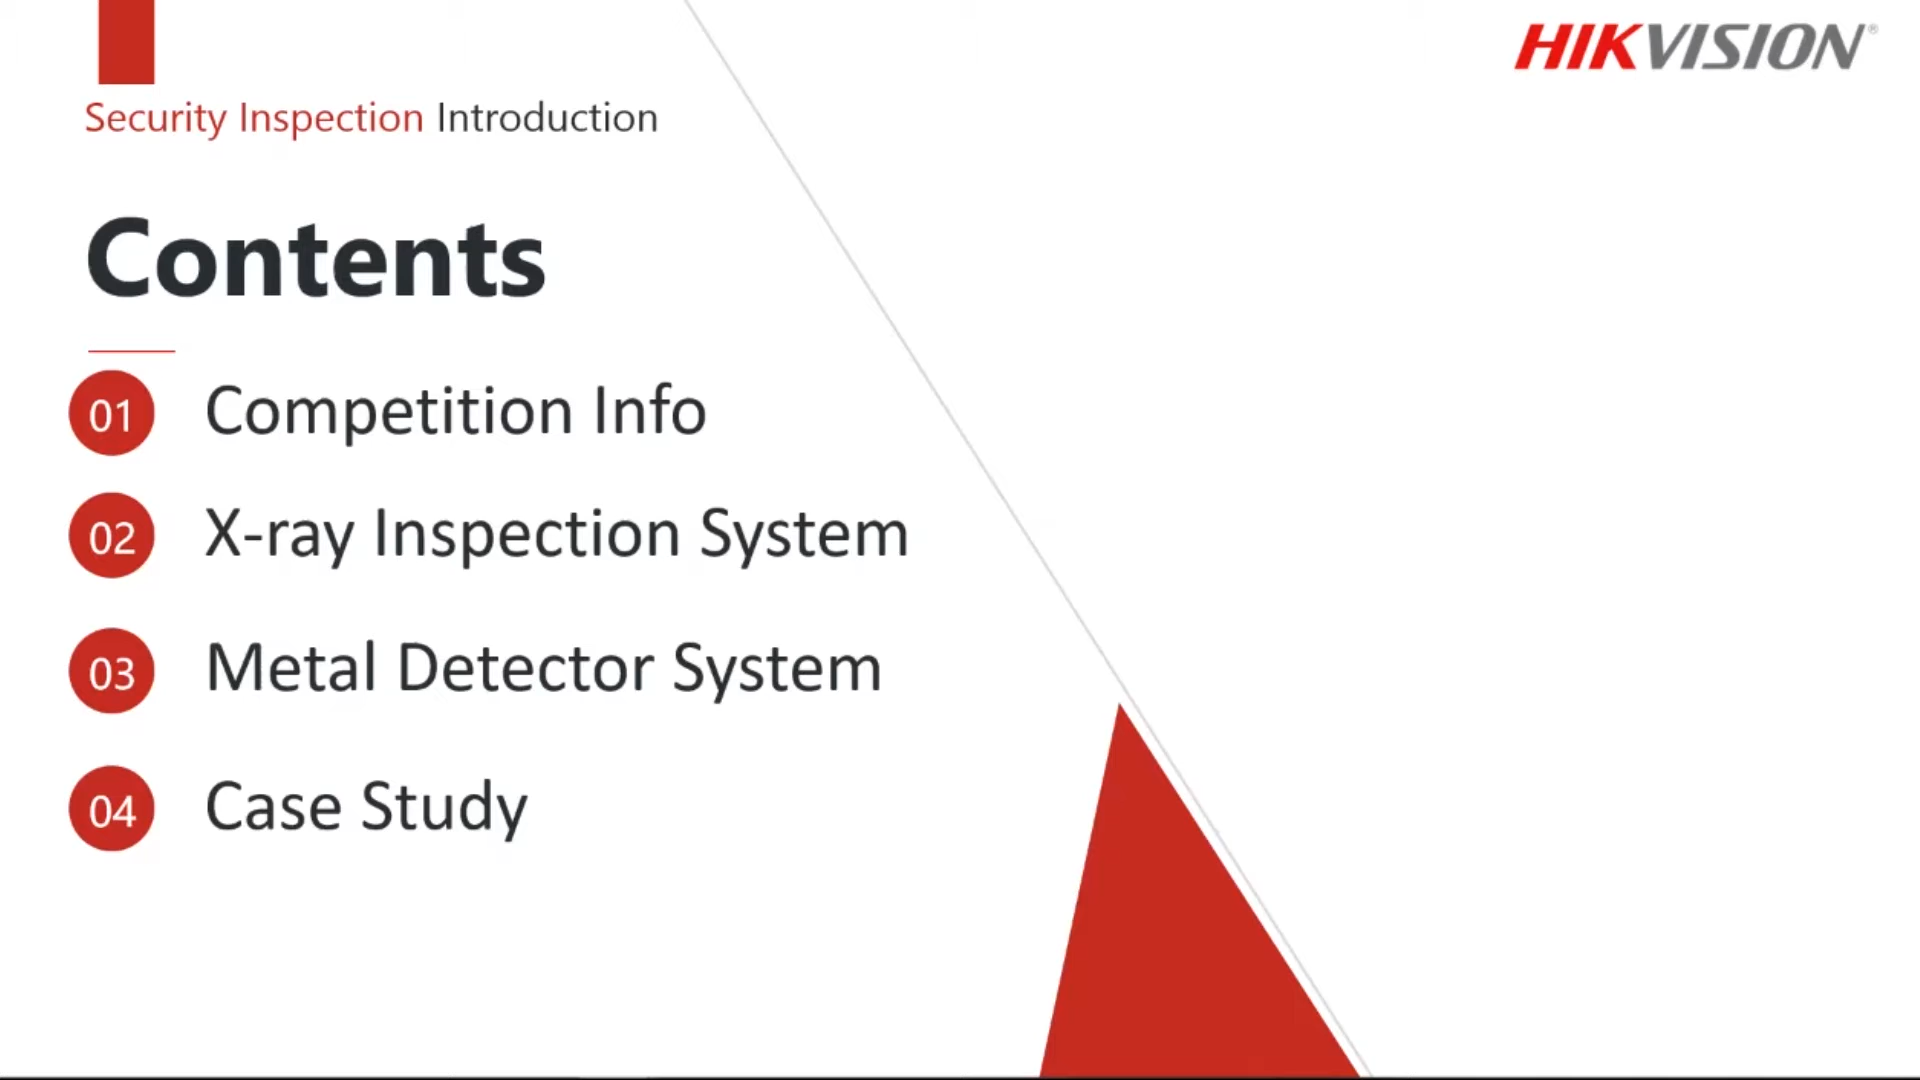 HIKVISION®
Security Inspection Introduction
Contents
01 Competition Info
02 X-ray Inspection System
03 Metal Detector System
04 Case Study